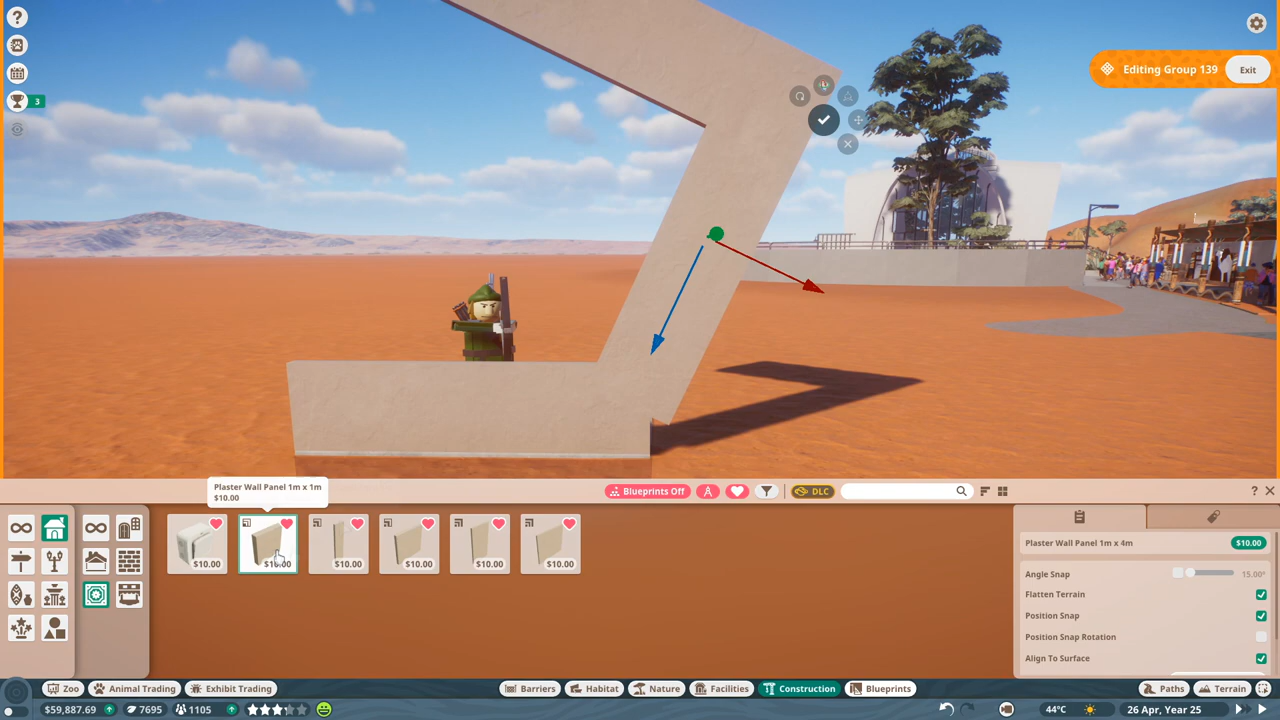 ?
3
Editing Group 139
Exit
Plaster Wall Panel 1m x 1m
$10.00
Blueprints Off
DLC
?
$10.00
$10.00
$10.00
$10.00
$10.00
$10.00
Plaster Wall Panel 1m x 4m
$10.00
Angle Snap
15.00°
Flatten Terrain
Position Snap
Position Snap Rotation
Align To Surface
Zoo
Animal Trading
Exhibit Trading
Barriers
Habitat
Nature
Facilities
Construction
Blueprints
Paths
Terrain
$59,887.69
7695
1105
44°C
26 Apr, Year 25